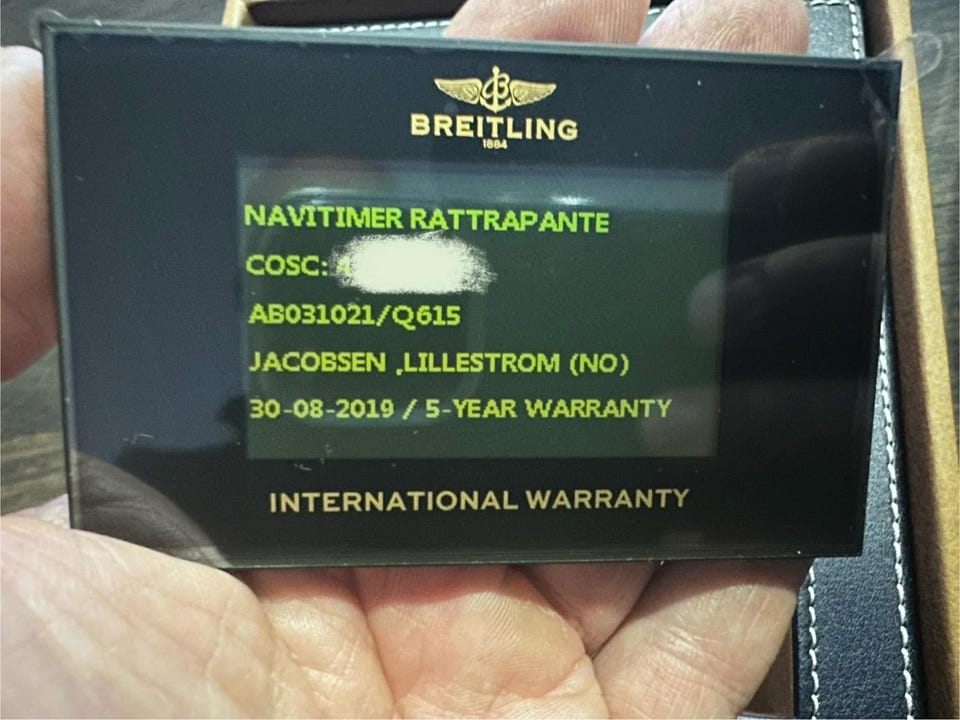 BREITLING
1884
NAVITIMER RATTRAPANTE
COSC:
AB031021/Q615
JACOBSEN ,LILLESTROM (NO)
30-08-2019 / 5-YEAR WARRANTY
INTERNATIONAL WARRANTY